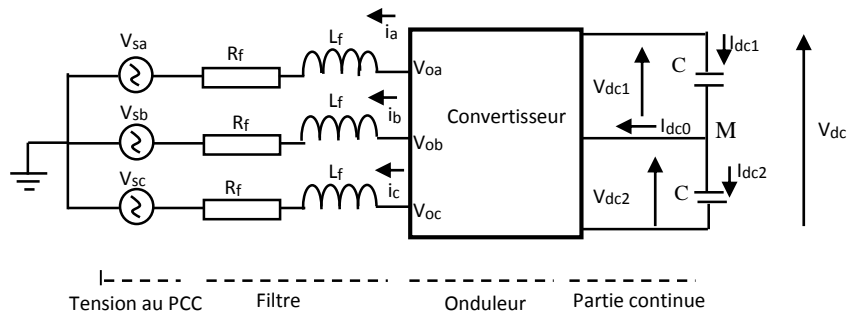 ia
Idc1
Lf
Vsa
Rf
Voa
C
Vdc1
Lf
ib
Vsb
Rf
Convertisseur
Idc0
M
Vob
Vdc
Lf
Vsc
ic
Rf
Idc2
C
Vdc2
Voc
Tension au PCC
Filtre
Onduleur
Partie continue